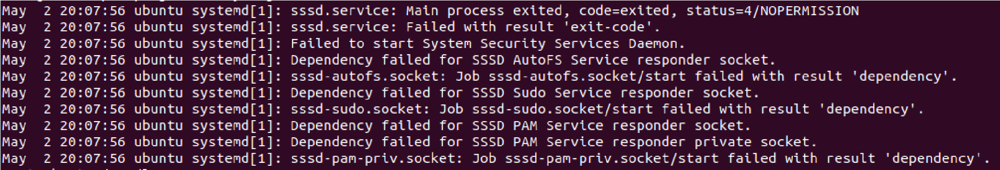 May  2 20:07:56 ubuntu systemd[1]: sssd.service: Main process exited, code=exited, status=4/NOPERMISSION
May  2 20:07:56 ubuntu systemd[1]: sssd.service: Failed with result 'exit-code'.
May  2 20:07:56 ubuntu systemd[1]: Failed to start System Security Services Daemon.
May  2 20:07:56 ubuntu systemd[1]: Dependency failed for SSSD AutoFS Service responder socket.
May  2 20:07:56 ubuntu systemd[1]: sssd-autofs.socket: Job sssd-autofs.socket/start failed with result 'dependency'.
May  2 20:07:56 ubuntu systemd[1]: Dependency failed for SSSD Sudo Service responder socket.
May  2 20:07:56 ubuntu systemd[1]: sssd-sudo.socket: Job sssd-sudo.socket/start failed with result 'dependency'.
May  2 20:07:56 ubuntu systemd[1]: Dependency failed for SSSD PAM Service responder socket.
May  2 20:07:56 ubuntu systemd[1]: Dependency failed for SSSD PAM Service responder private socket.
May  2 20:07:56 ubuntu systemd[1]: sssd-pam-priv.socket: Job sssd-pam-priv.socket/start failed with result 'dependency'.